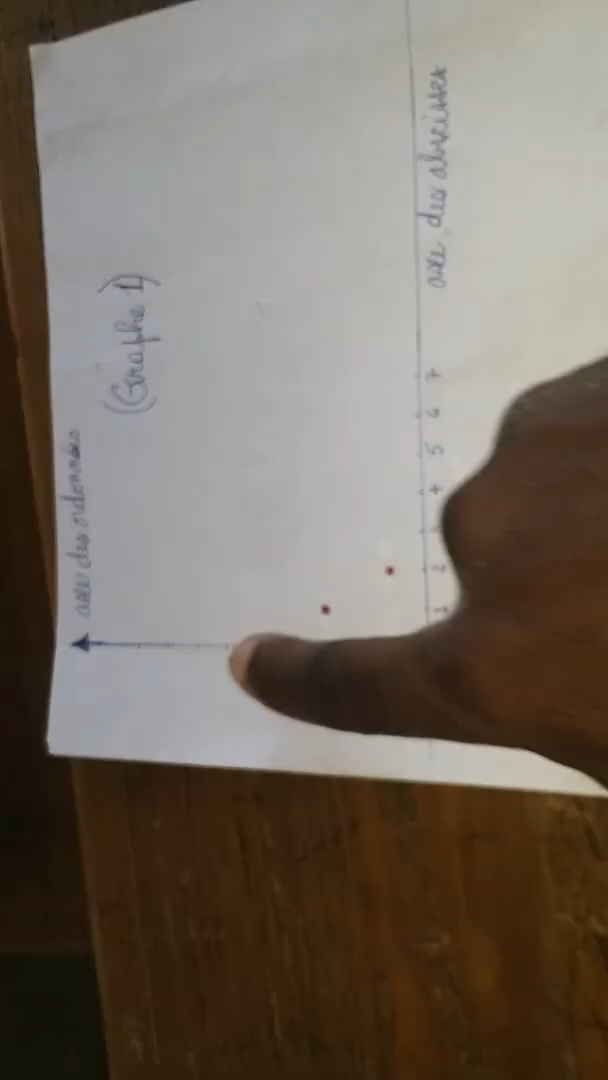 axe des ordonnées
(Graphe 1)
1 2 3 4 5 6 7
axe des abscisses